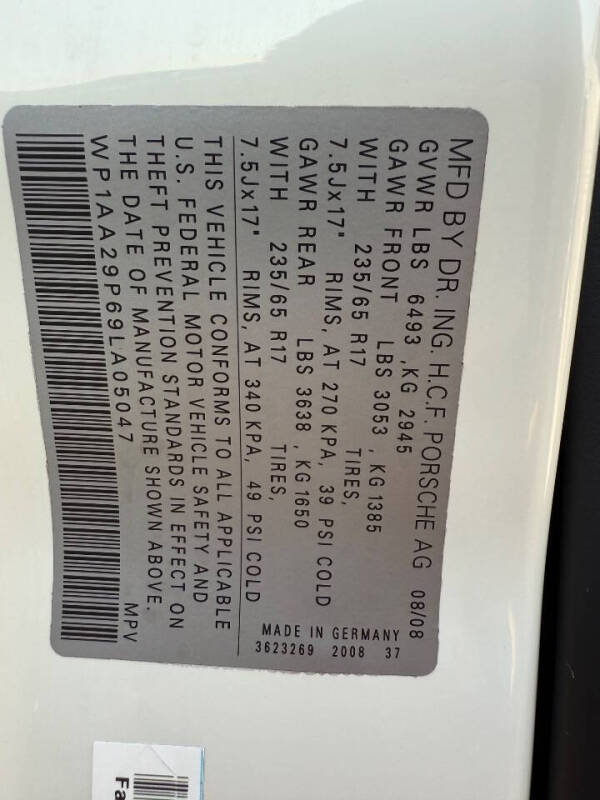 MFD BY DR. ING. H.C.F. PORSCHE AG 08/08
GVWR LBS 6493 ,KG 2945
GAWR FRONT LBS 3053 , KG 1385
WITH 235/65 R17 TIRES,
7.5Jx17" RIMS, AT 270 KPA, 39 PSI COLD
GAWR REAR LBS 3638 , KG 1650
WITH 235/65 R17 TIRES,
7.5Jx17" RIMS, AT 340 KPA, 49 PSI COLD
THIS VEHICLE CONFORMS TO ALL APPLICABLE
U.S. FEDERAL MOTOR VEHICLE SAFETY AND
THEFT PREVENTION STANDARDS IN EFFECT ON
THE DATE OF MANUFACTURE SHOWN ABOVE.
WP1AA29P69LA05047 MPV
MADE IN GERMANY
3623269 2008 37
Fa